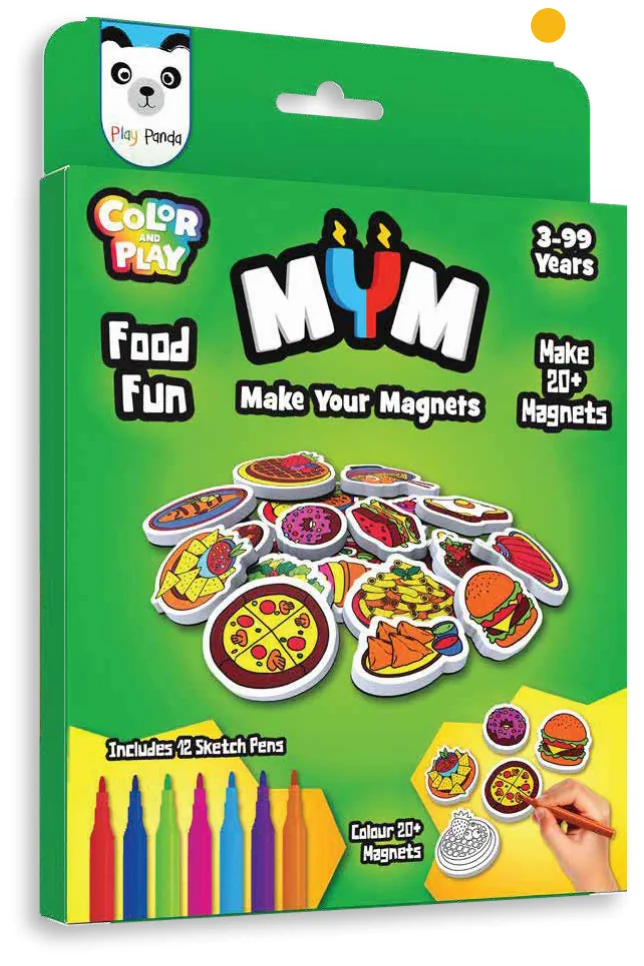 Play Panda
COLOR
AND
PLAY
MYM
3-99
Years
Food
Fun
Make Your Magnets
Make
20+
Magnets
Includes 12 Sketch Pens
Colour 20+
Magnets